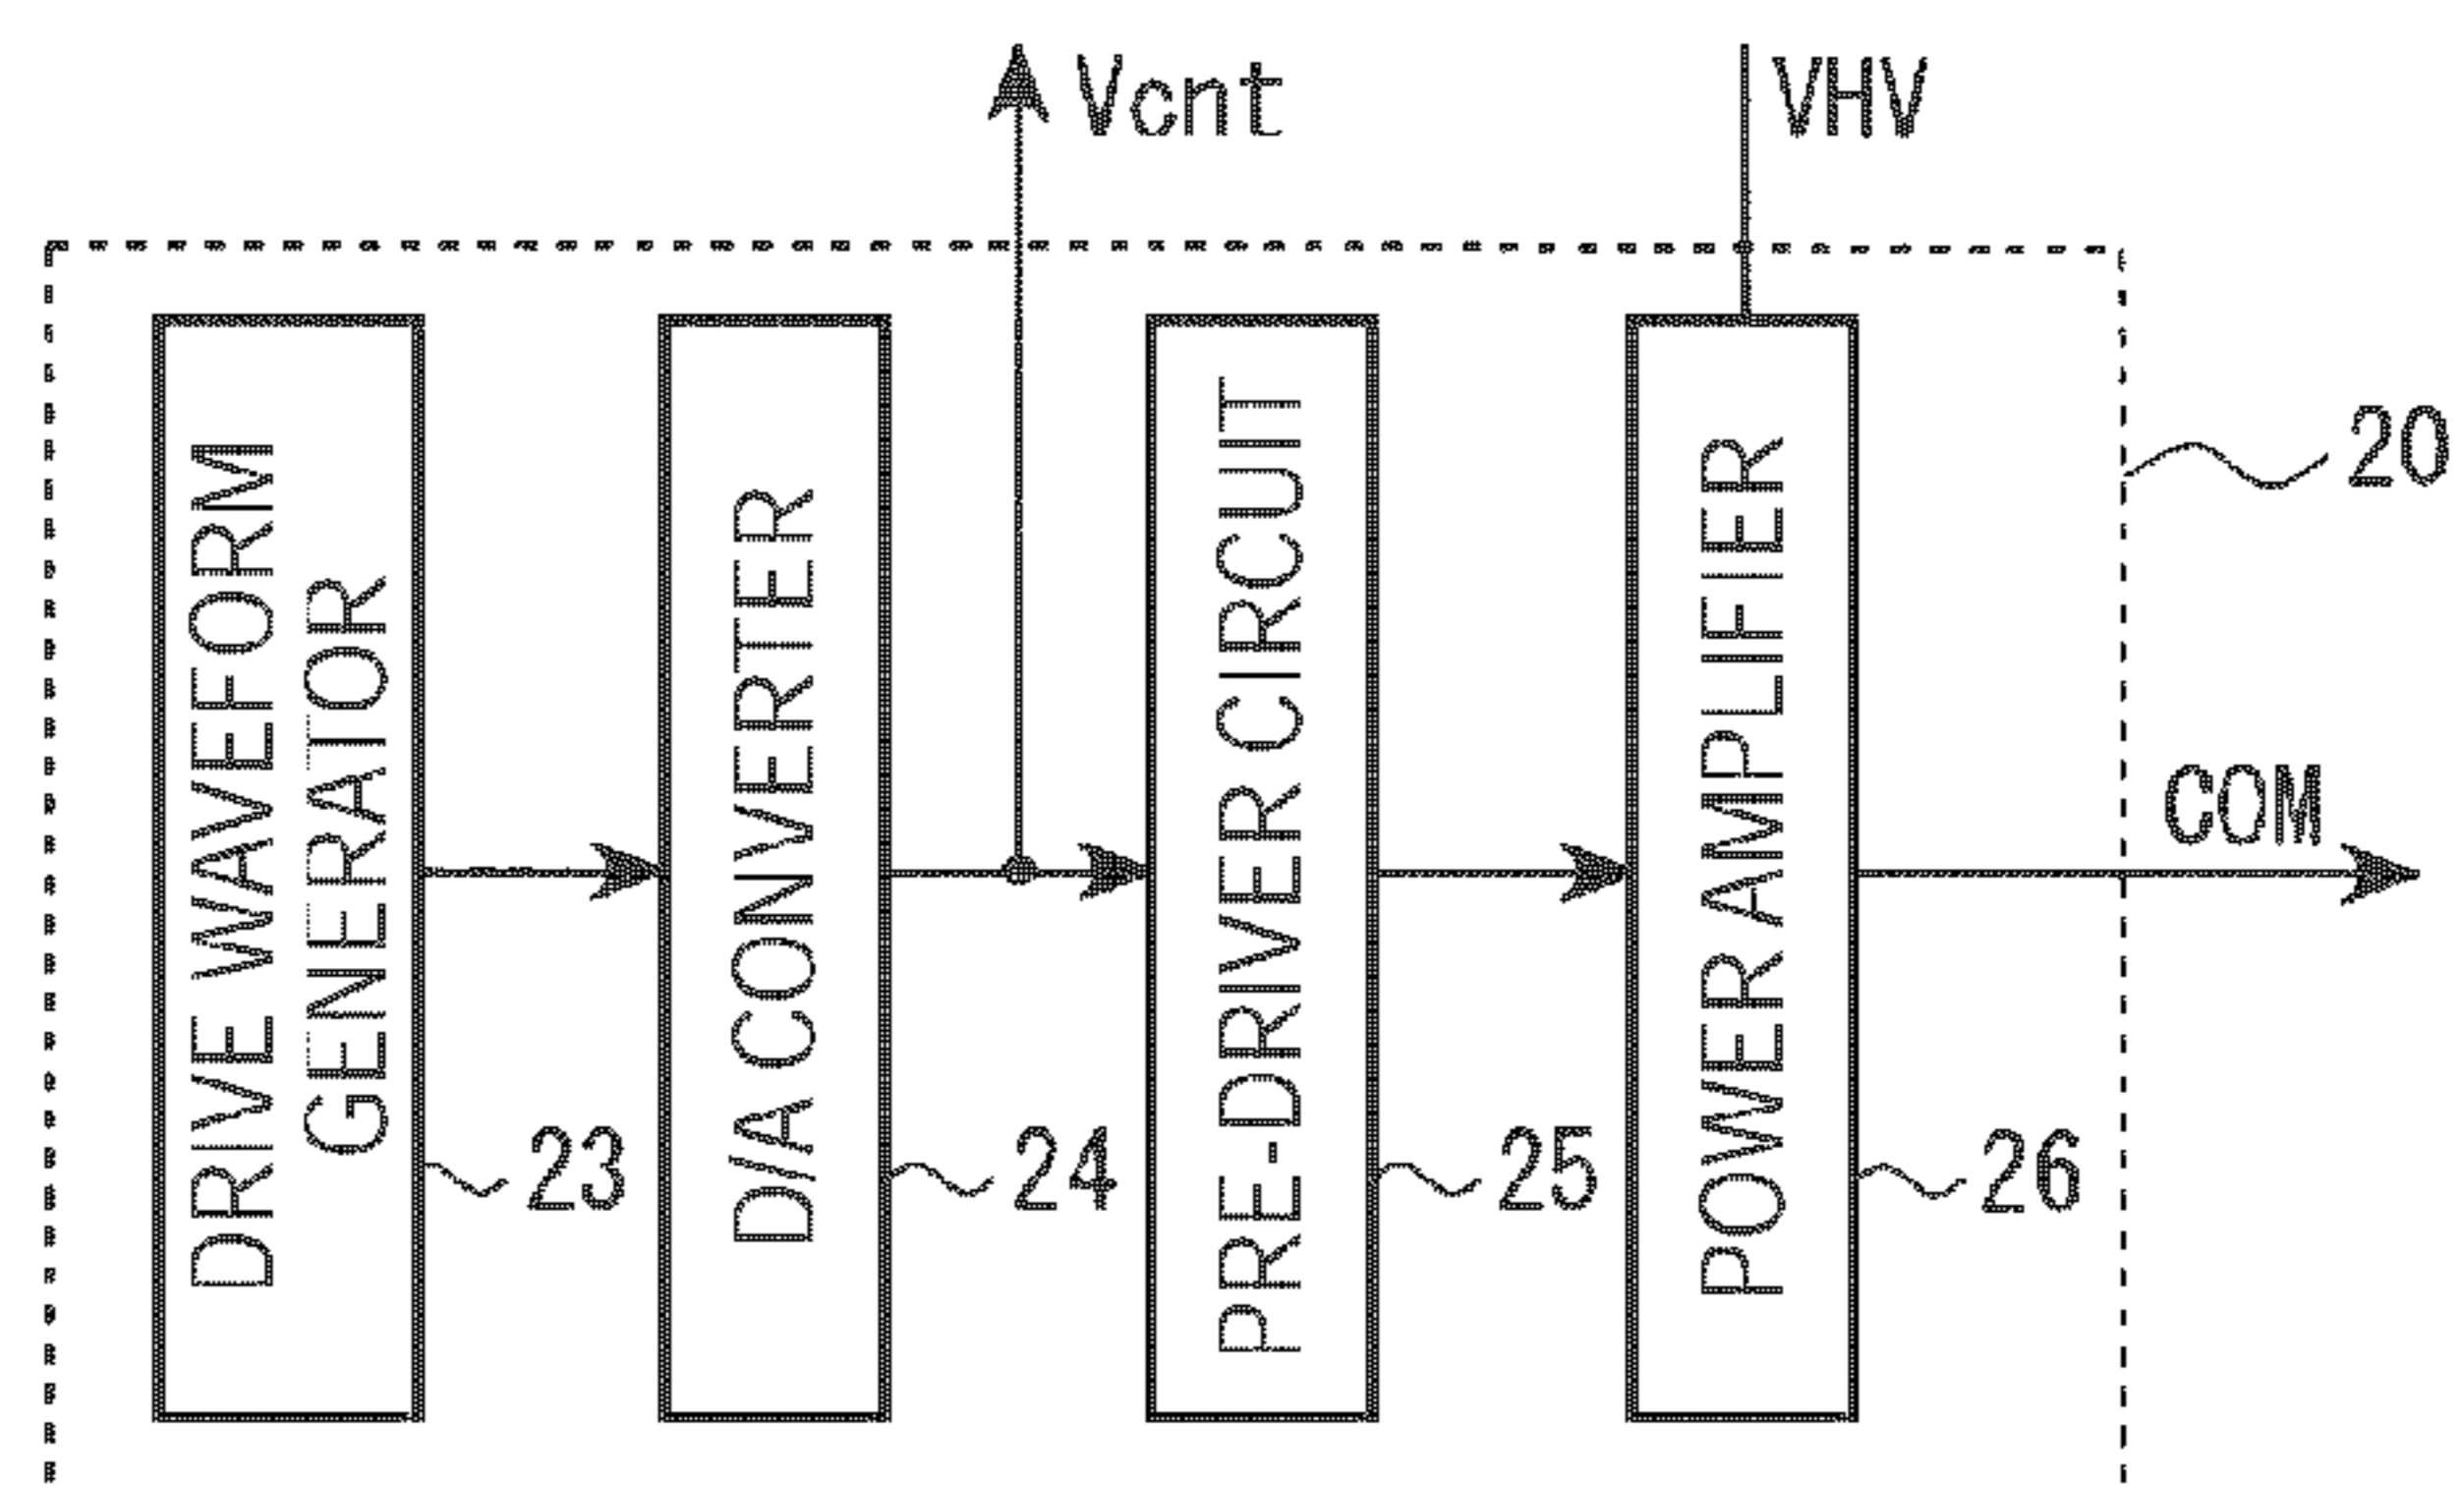 Vcnt
VHV
20
DRIVE WAVEFORM
GENERATOR
D/A CONVERTER
PRE-DRIVER CIRCUIT
POWER AMPLIFIER
COM
23
24
25
26